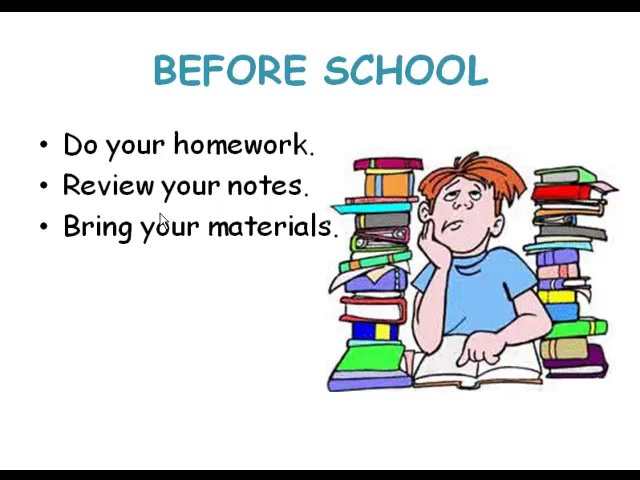 BEFORE SCHOOL
• Do your homework.
• Review your notes.
• Bring your materials.